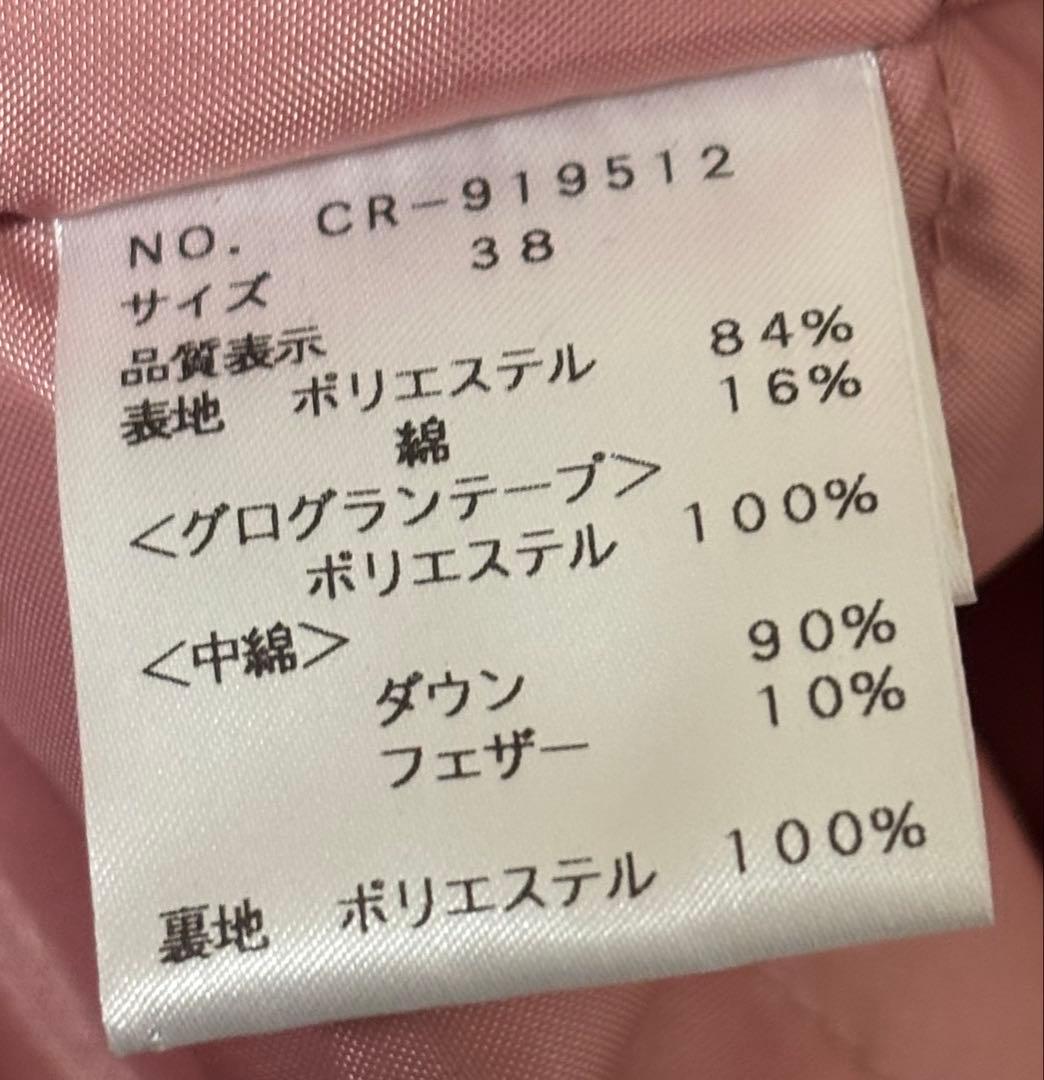 NO. CR-919512
サイズ 38
品質表示
表地 ポリエステル 84%
綿 16%
<グログランテープ>
ポリエステル 100%
<中綿>
ダウン 90%
フェザー 10%
裏地 ポリエステル 100%